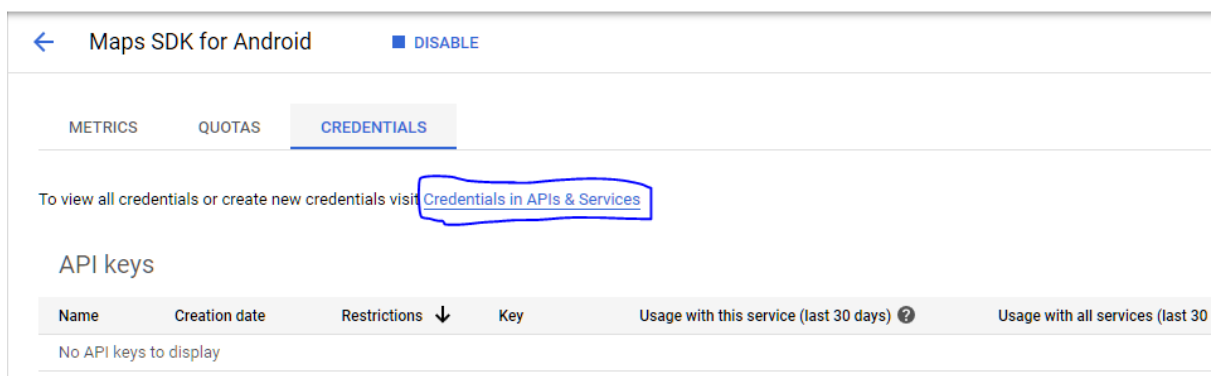 Maps SDK for Android DISABLE
METRICS QUOTAS CREDENTIALS
To view all credentials or create new credentials visit Credentials in APIs & Services
API keys
Name Creation date Restrictions Key Usage with this service (last 30 days) Usage with all services (last 30
No API keys to display